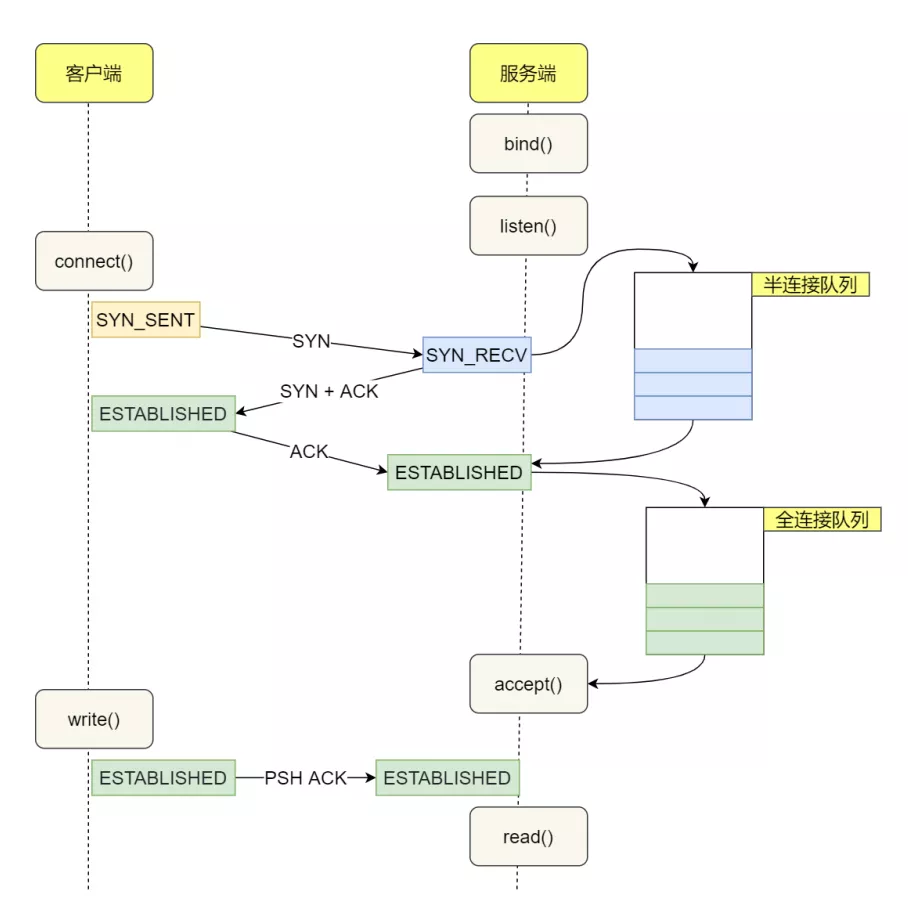 客户端
服务端
bind()
listen()
connect()
半连接队列
SYN_SENT
SYN
SYN_RECV
SYN + ACK
ESTABLISHED
ACK
ESTABLISHED
全连接队列
accept()
write()
ESTABLISHED
PSH ACK
ESTABLISHED
read()